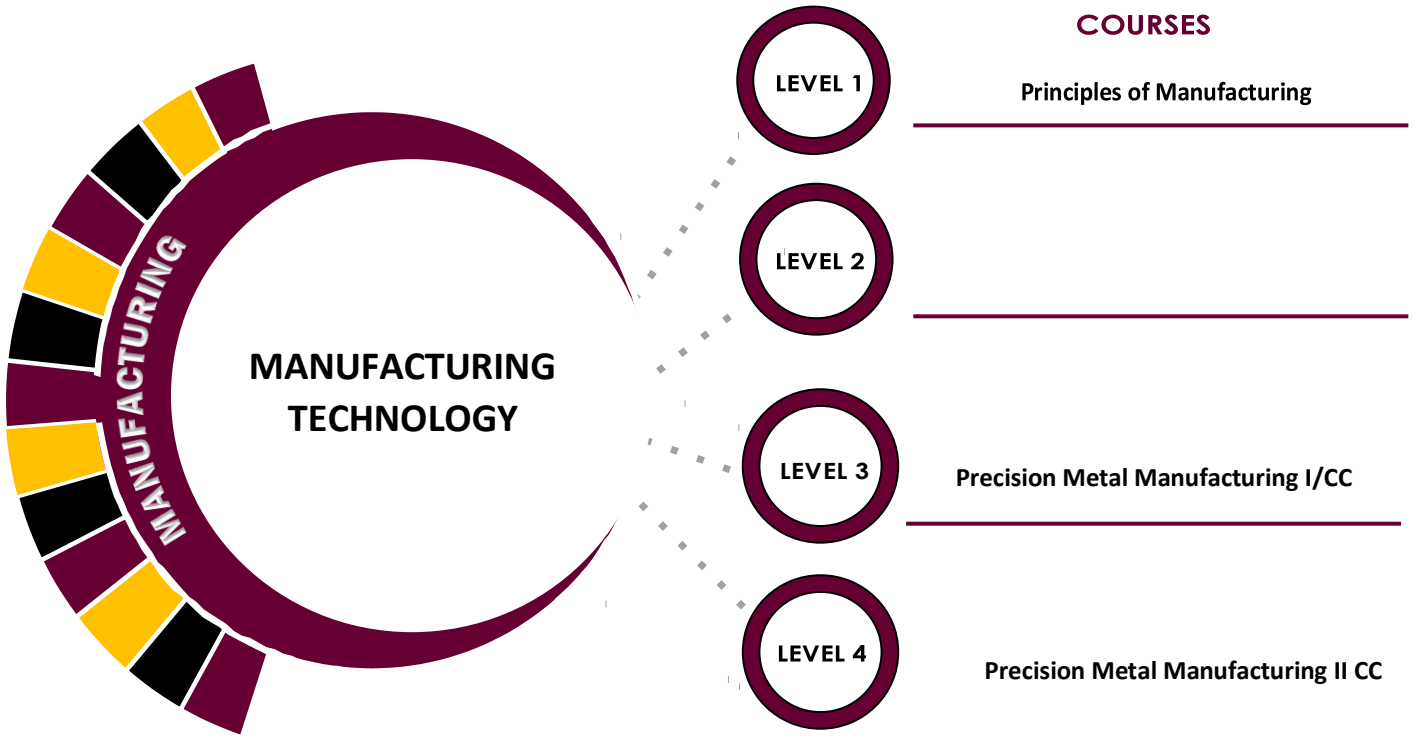 COURSES
LEVEL 1
Principles of Manufacturing
LEVEL 2
MANUFACTURING
MANUFACTURING
TECHNOLOGY
LEVEL 3
Precision Metal Manufacturing I/CC
LEVEL 4
Precision Metal Manufacturing II CC